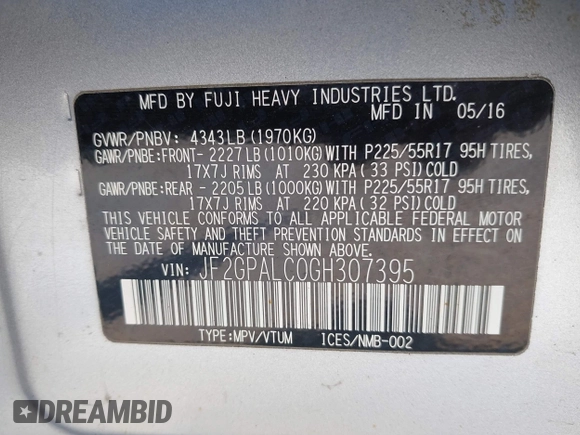 MFD BY FUJI HEAVY INDUSTRIES LTD.
MFD IN 05/16
GVWR/PNBV: 4343LB(1970KG)
GAWR/PNBE:FRONT- 2227LB(1010KG)WITH P225/55R17 95H TIRES,
17X7J RIMS AT 230 KPA(33 PSI)COLD
GAWR/PNBE:REAR - 2205LB(1000KG)WITH P225/55R17 95H TIRES,
17X7J RIMS AT 220 KPA(32 PSI)COLD
THIS VEHICLE CONFORMS TO ALL APPLICABLE FEDERAL MOTOR
VEHICLE SAFETY AND THEFT PREVENTION STANDARDS IN EFFECT
ON THE DATE OF MANUFACTURE SHOWN ABOVE.
VIN: JF2GPALC0GH307395
TYPE:MPV/VTUM ICES/NMB-002
DREAMBID